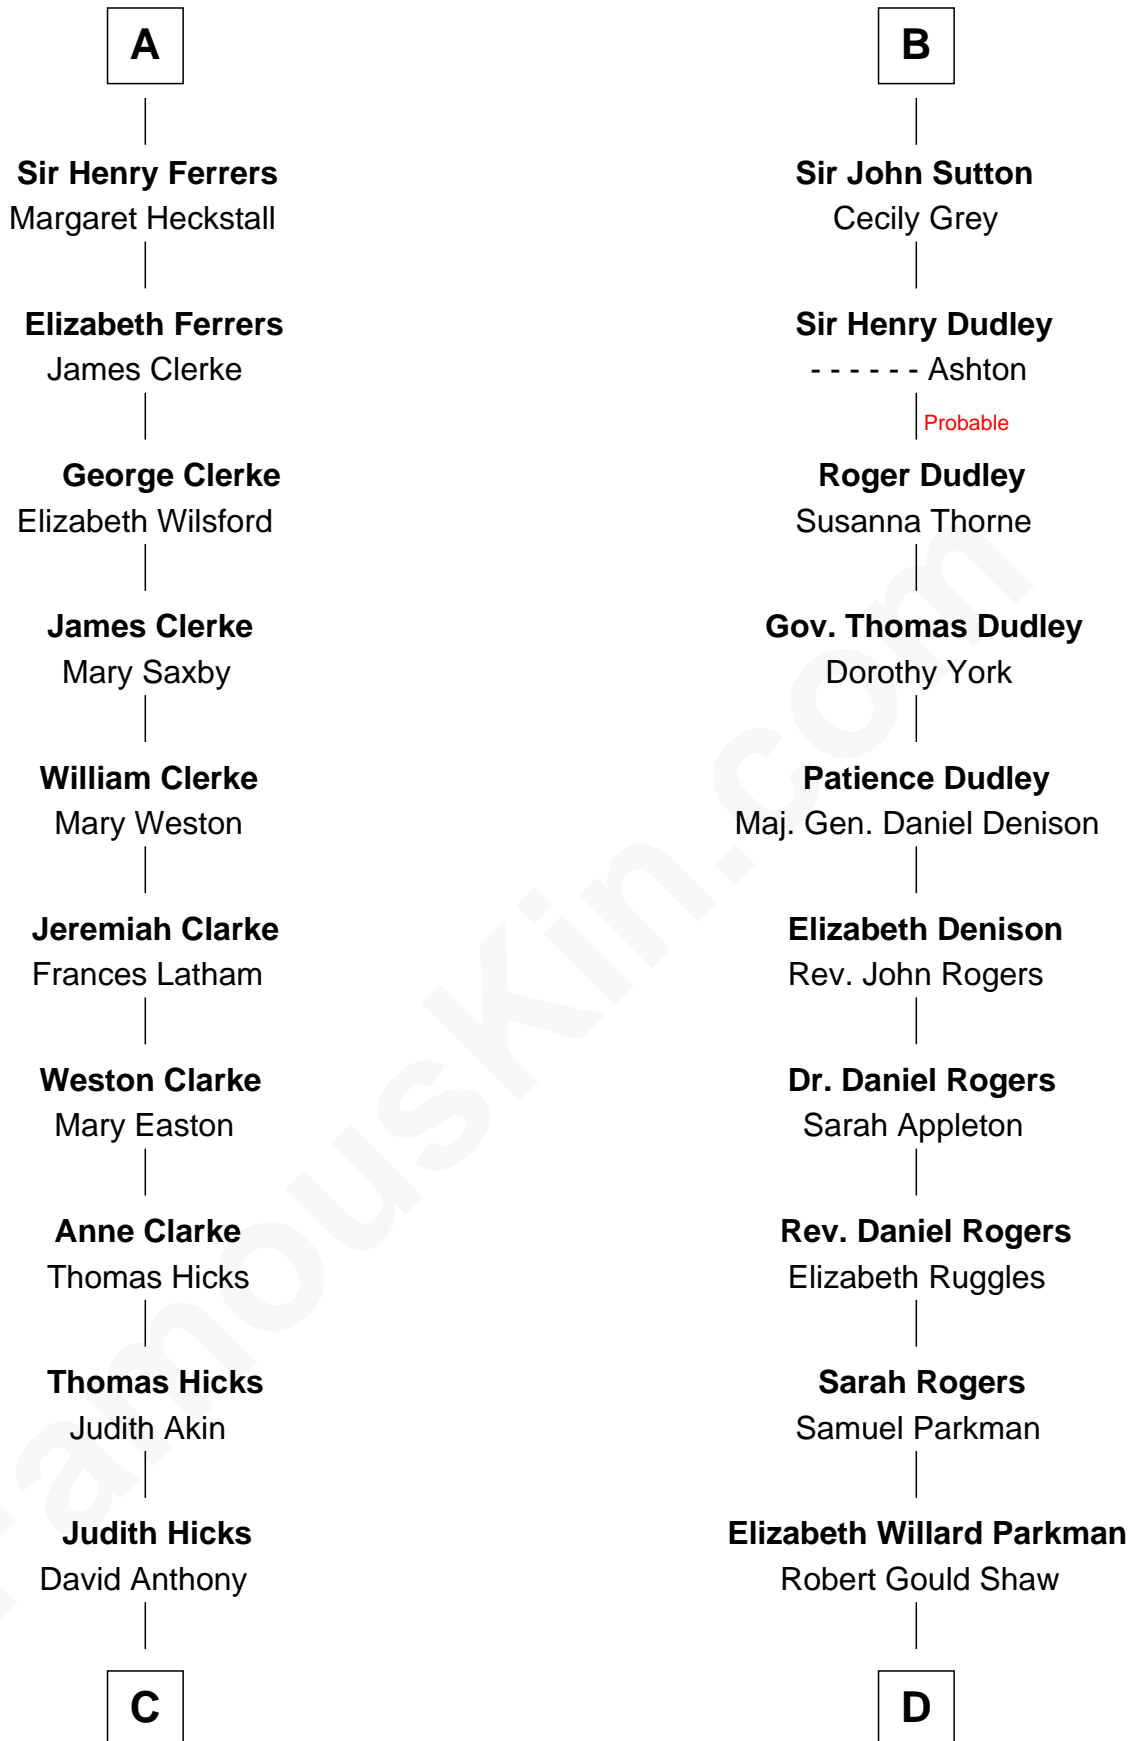 A
Sir Henry Ferrers
Margaret Heckstall
Elizabeth Ferrers
James Clerke
George Clerke
Elizabeth Wilsford
James Clerke
Mary Saxby
William Clerke
Mary Weston
Jeremiah Clarke
Frances Latham
Weston Clarke
Mary Easton
Anne Clarke
Thomas Hicks
Thomas Hicks
Judith Akin
Judith Hicks
David Anthony
C
B
Sir John Sutton
Cecily Grey
Sir Henry Dudley
- - - - - - Ashton
Probable
Roger Dudley
Susanna Thorne
Gov. Thomas Dudley
Dorothy York
Patience Dudley
Maj. Gen. Daniel Denison
Elizabeth Denison
Rev. John Rogers
Dr. Daniel Rogers
Sarah Appleton
Rev. Daniel Rogers
Elizabeth Ruggles
Sarah Rogers
Samuel Parkman
Elizabeth Willard Parkman
Robert Gould Shaw
D
FamousKin.com